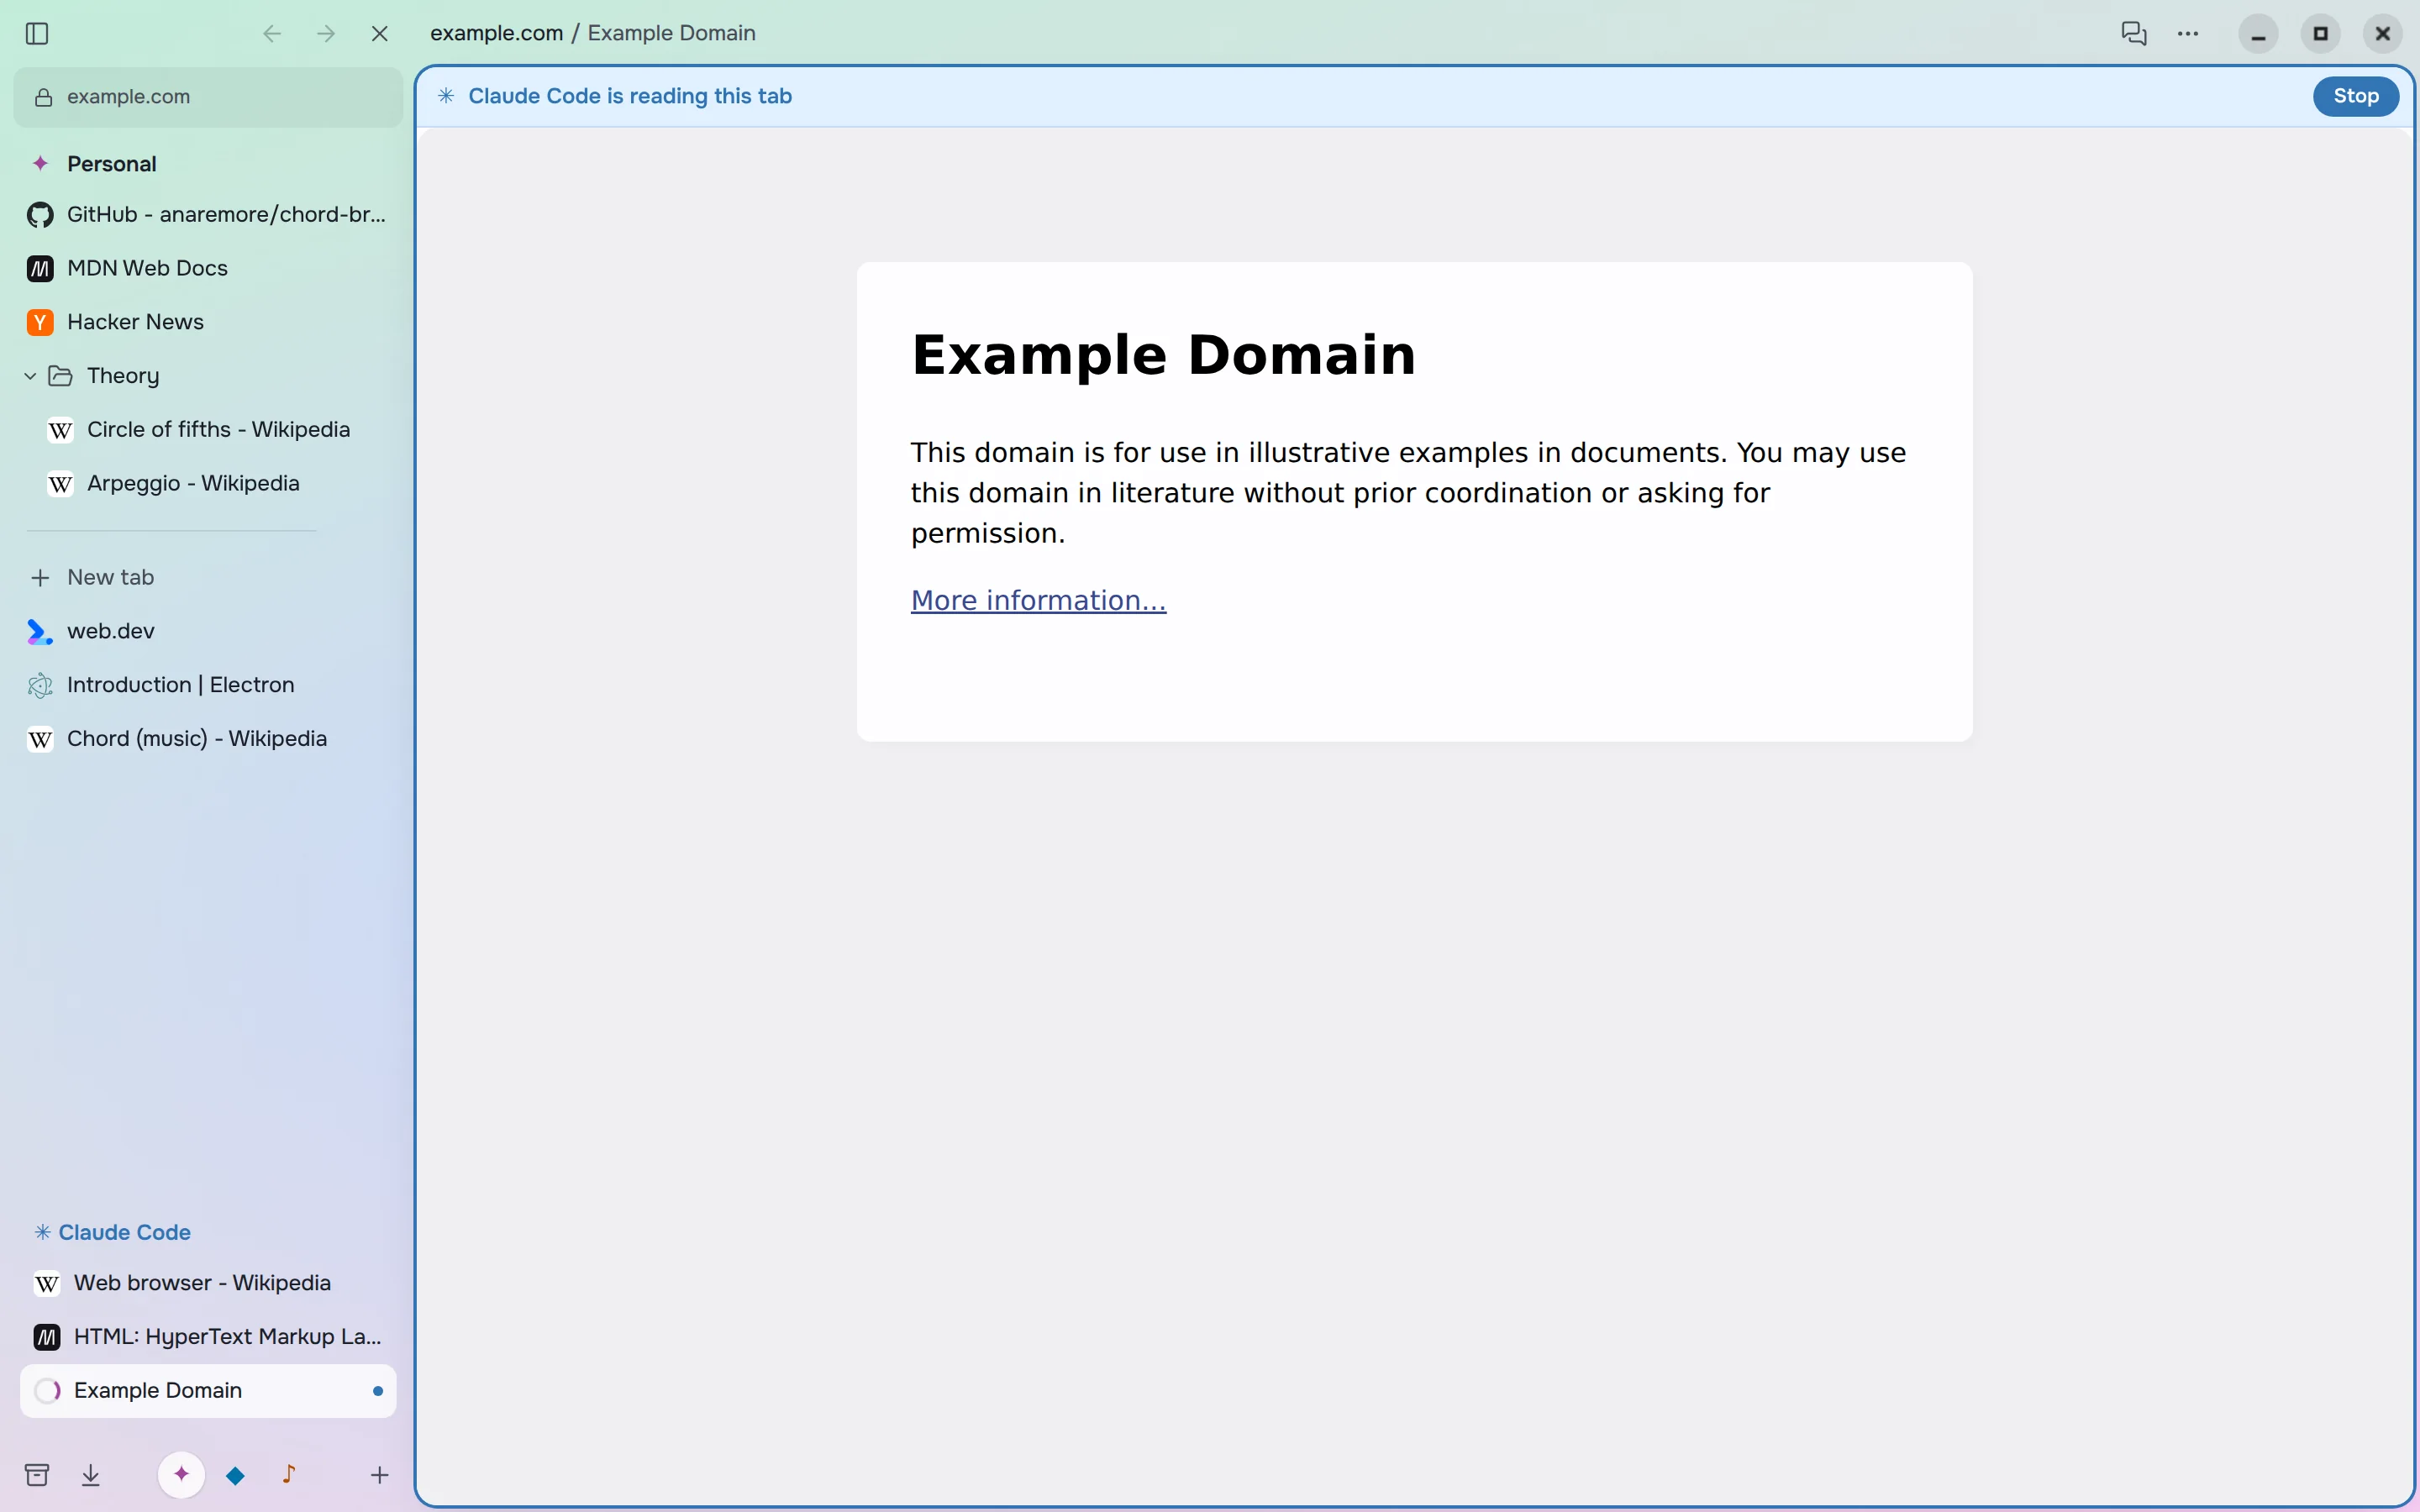 example.com / Example Domain
example.com
Claude Code is reading this tab
Stop
Personal
GitHub - anaremore/chord-br...
MDN Web Docs
Hacker News
Theory
Circle of fifths - Wikipedia
Arpeggio - Wikipedia
New tab
web.dev
Introduction | Electron
Chord (music) - Wikipedia
Claude Code
Web browser - Wikipedia
HTML: HyperText Markup La...
Example Domain
Example Domain
This domain is for use in illustrative examples in documents. You may use
this domain in literature without prior coordination or asking for
permission.
More information...